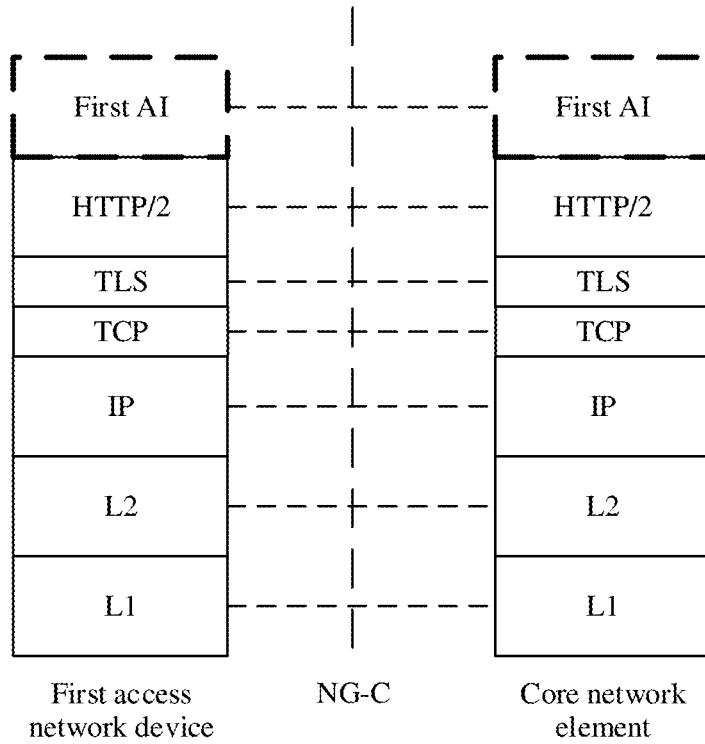 First AI
First AI
HTTP/2
HTTP/2
TLS
TLS
TCP
TCP
IP
IP
L2
L2
L1
L1
First access
network device
NG-C
Core network
element